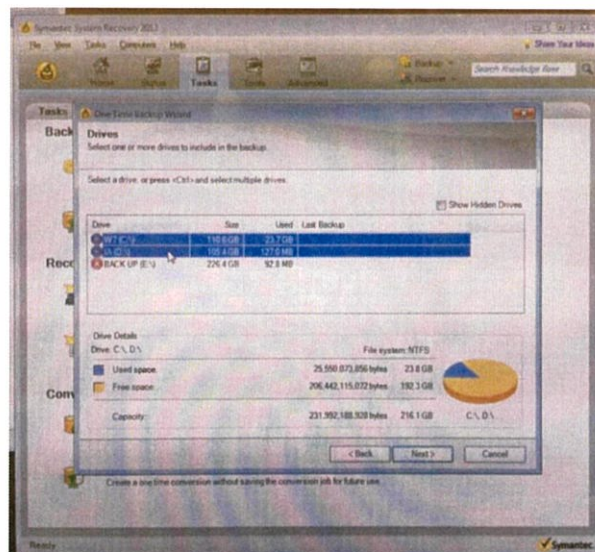 Symantec System Recovery 2013
File View Tasks Computers Help
Share Your Ideas
Home Status Tasks Tools Advanced
Backup
Recover
Search Knowledge Base
Tasks
One Time Backup Wizard
Back
Drives
Select one or more drives to include in the backup.
Select a drive, or press <Ctrl> and select multiple drives.
Show Hidden Drives
Drive Size Used Last Backup
W7 (C:\) 110.6 GB 23.7 GB
(D:\) 105.4 GB 127.0 MB
BACK UP (E:\) 226.4 GB 92.8 MB
Reco
Drive Details
Drive: C:\, D:\ File system: NTFS
Used space: 25,550,073,856 bytes 23.8 GB
Free space: 206,442,115,072 bytes 192.3 GB
Conv
Capacity: 231,992,188,928 bytes 216.1 GB C:\, D:\
< Back Next > Cancel
Create a one time conversion without saving the conversion job for future use.
Ready
Symantec